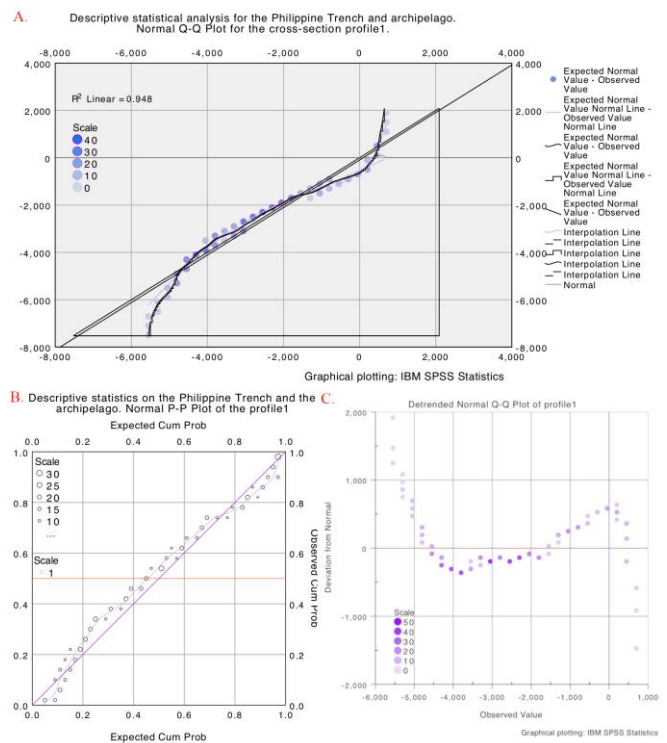 A.
Descriptive statistical analysis for the Philippine Trench and archipelago.
Normal Q-Q Plot for the cross-section profile1.
-8,000 -6,000 -4,000 -2,000 0 2,000 4,000
4,000 4,000
2,000 2,000
0 0
-2,000 -2,000
-4,000 -4,000
-6,000 -6,000
-8,000 -8,000
R² Linear = 0.948
Scale
40
30
20
10
0
-8,000 -6,000 -4,000 -2,000 0 2,000 4,000
Expected Normal
Value - Observed
Value
Expected Normal
Value Normal Line -
Observed Value
Normal Line
Expected Normal
Value - Observed
Value
Expected Normal
Value Normal Line -
Observed Value
Normal Line
Expected Normal
Value - Observed
Value
Interpolation Line
Interpolation Line
Interpolation Line
Interpolation Line
Interpolation Line
Normal
Graphical plotting: IBM SPSS Statistics
B.
Descriptive statistics on the Philippine Trench and the
archipelago. Normal P-P Plot of the profile1
Expected Cum Prob
0.0 0.2 0.4 0.6 0.8 1.0
1.0 1.0
0.8 0.8
0.6 0.6
0.4 0.4
0.2 0.2
0.0 0.0
Scale
30
25
20
15
10
...
Scale
1
Observed Cum Prob
0.0 0.2 0.4 0.6 0.8 1.0
Expected Cum Prob
C.
Detrended Normal Q-Q Plot of profile1
2,000
1,000
0
-1,000
-2,000
Deviation from Normal
Scale
50
40
30
20
10
0
-6,000 -5,000 -4,000 -3,000 -2,000 -1,000 0 1,000
Observed Value
Graphical plotting: IBM SPSS Statistics